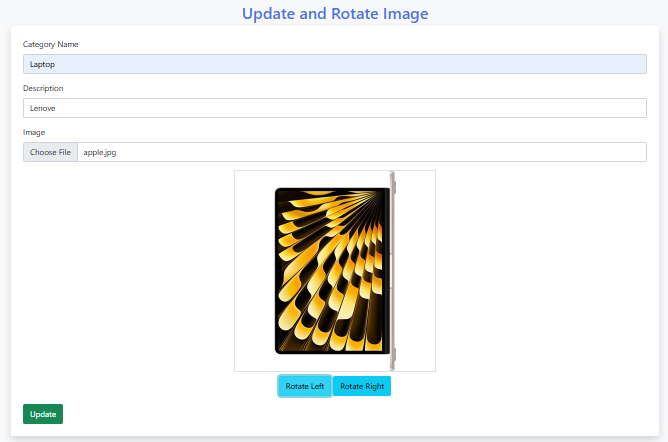 Update and Rotate Image
Category Name
Laptop
Description
Lenove
Image
Choose File apple.jpg
Rotate Left Rotate Right
Update